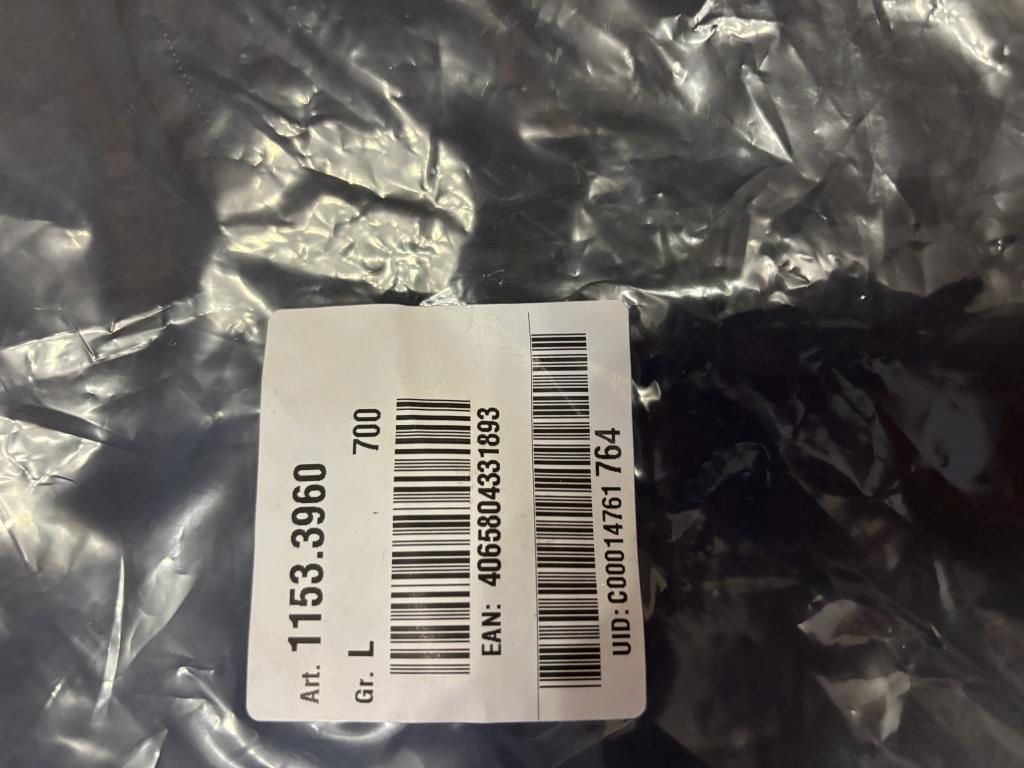 Art. 1153.3960
Gr. L 700
EAN: 4065804331893
UID: C00014761 764